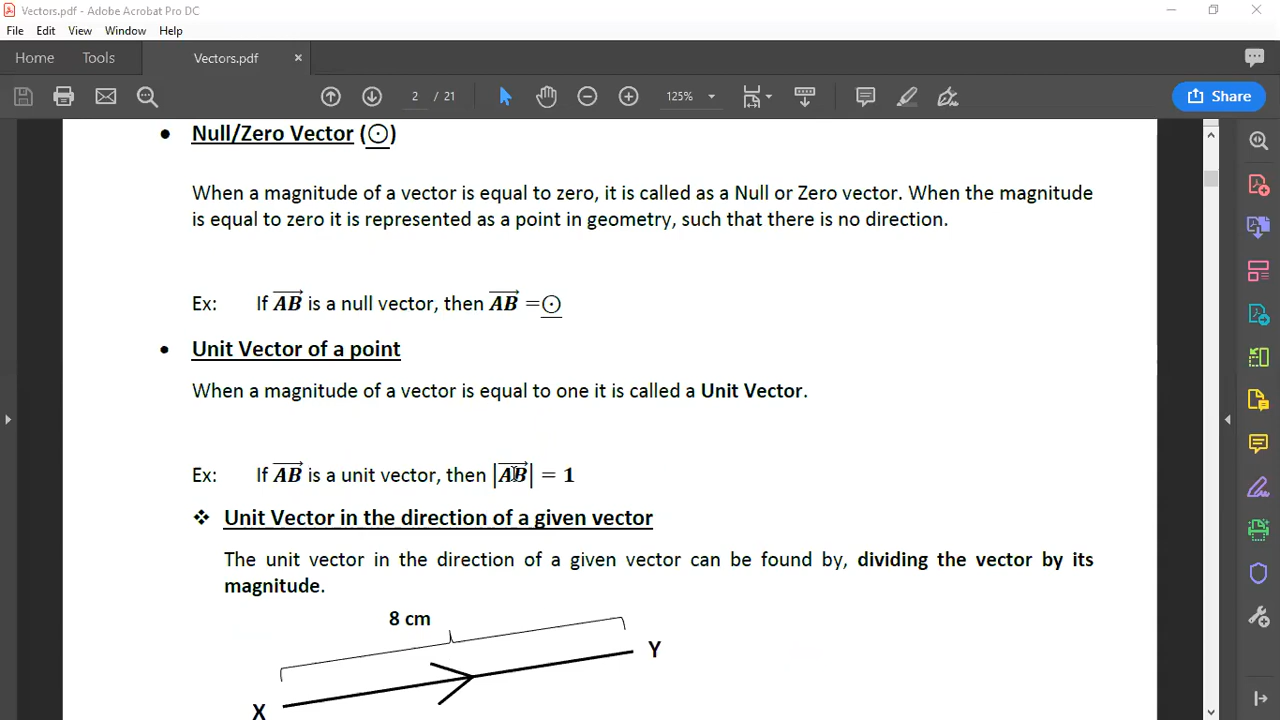 Vectors.pdf - Adobe Acrobat Pro DC
File Edit View Window Help
Home Tools Vectors.pdf ×
2 / 21 125% Share
• Null/Zero Vector (⊙)
When a magnitude of a vector is equal to zero, it is called as a Null or Zero vector. When the magnitude
is equal to zero it is represented as a point in geometry, such that there is no direction.
Ex: If \overrightarrow{AB} is a null vector, then \overrightarrow{AB} =⊙
• Unit Vector of a point
When a magnitude of a vector is equal to one it is called a Unit Vector.
Ex: If \overrightarrow{AB} is a unit vector, then |\overrightarrow{AB}| = 1
❖ Unit Vector in the direction of a given vector
The unit vector in the direction of a given vector can be found by, dividing the vector by its
magnitude.
8 cm
Y
X